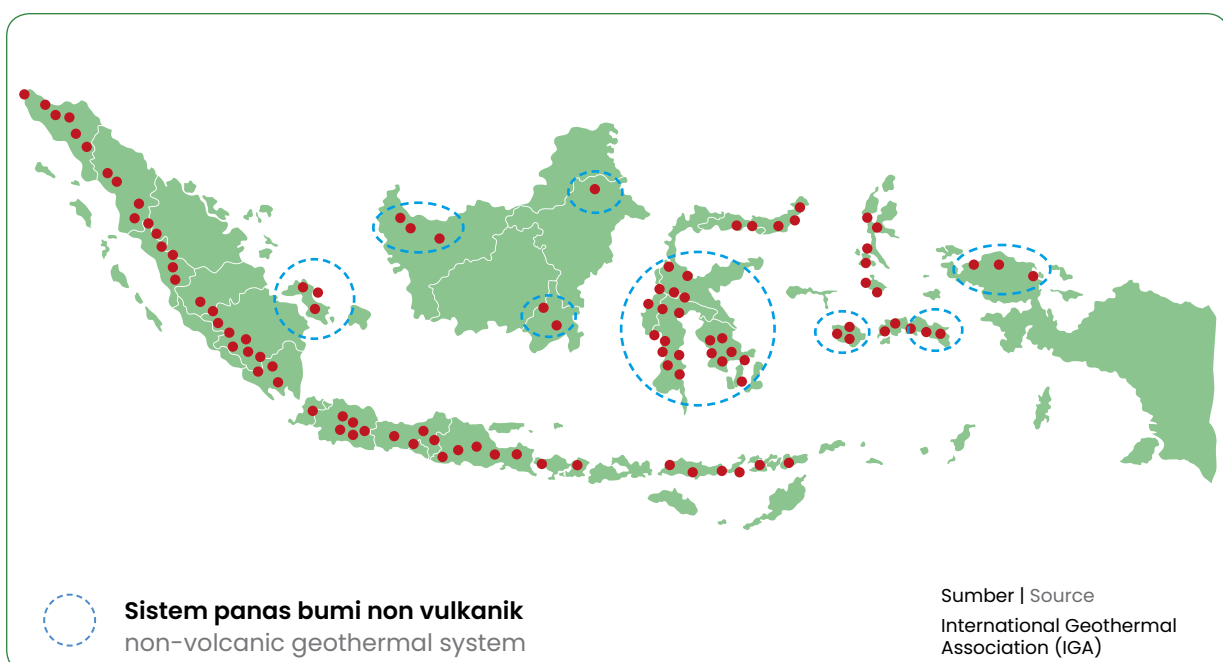 Sistem panas bumi non vulkanik
non-volcanic geothermal system
Sumber | Source
International Geothermal
Association (IGA)